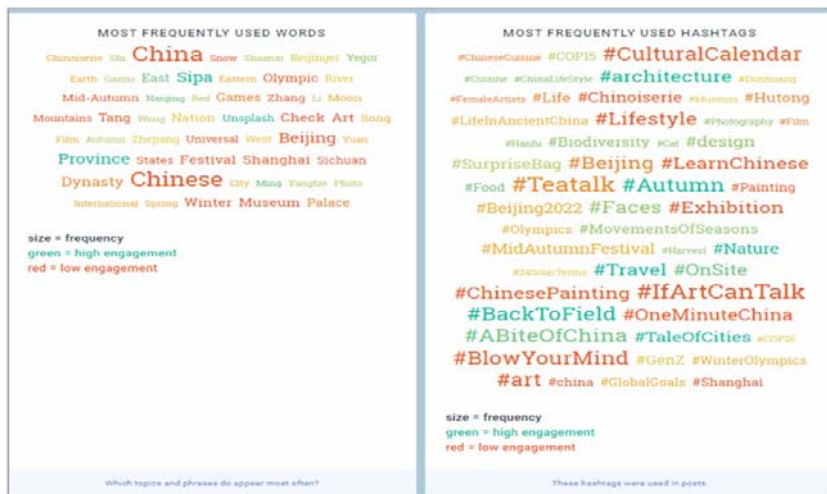 MOST FREQUENTLY USED WORDS
Chinoiserie Shi China Snow Shaanxi Beijinger Yegor
Earth Gansu East Sipa Eastern Olympic River
Mid-Autumn Nanjing Red Games Zhang Li Moon
Mountains Tang Wang Nation Unsplash Check Art Song
Film Autumn Zhejiang Universal West Beijing Yuan
Province States Festival Shanghai Sichuan
Dynasty Chinese City Ming Yangtze Photo
International Spring Winter Museum Palace
size = frequency
green = high engagement
red = low engagement
Which topics and phrases do appear most often?
MOST FREQUENTLY USED HASHTAGS
#ChineseCuisine #COP15 #CulturalCalendar
#Cuisine #ChinaLifeStyle #architecture #Dunhuang
#FemaleArtists #Life #Chinoiserie #Museum #Hutong
#LifeInAncientChina #Lifestyle #Photography #Film
#Hanfu #Biodiversity #Cat #design
#SurpriseBag #Beijing #LearnChinese
#Food #Teatalk #Autumn #Painting
#Beijing2022 #Faces #Exhibition
#Olympics #MovementsOfSeasons
#MidAutumnFestival #Harvest #Nature
#24SolarTerms #Travel #OnSite
#ChinesePainting #IfArtCanTalk
#BackToField #OneMinuteChina
#ABiteOfChina #TaleOfCities #COP26
#BlowYourMind #GenZ #WinterOlympics
#art #china #GlobalGoals #Shanghai
size = frequency
green = high engagement
red = low engagement
These hashtags were used in posts.